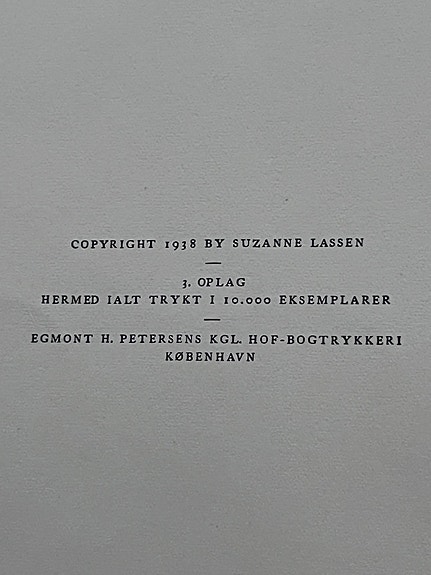 COPYRIGHT 1938 BY SUZANNE LASSEN
3. OPLAG
HERMED IALT TRYKT I 10.000 EKSEMPLARER
EGMONT H. PETERSENS KGL. HOF-BOGTRYKKERI
KØBENHAVN